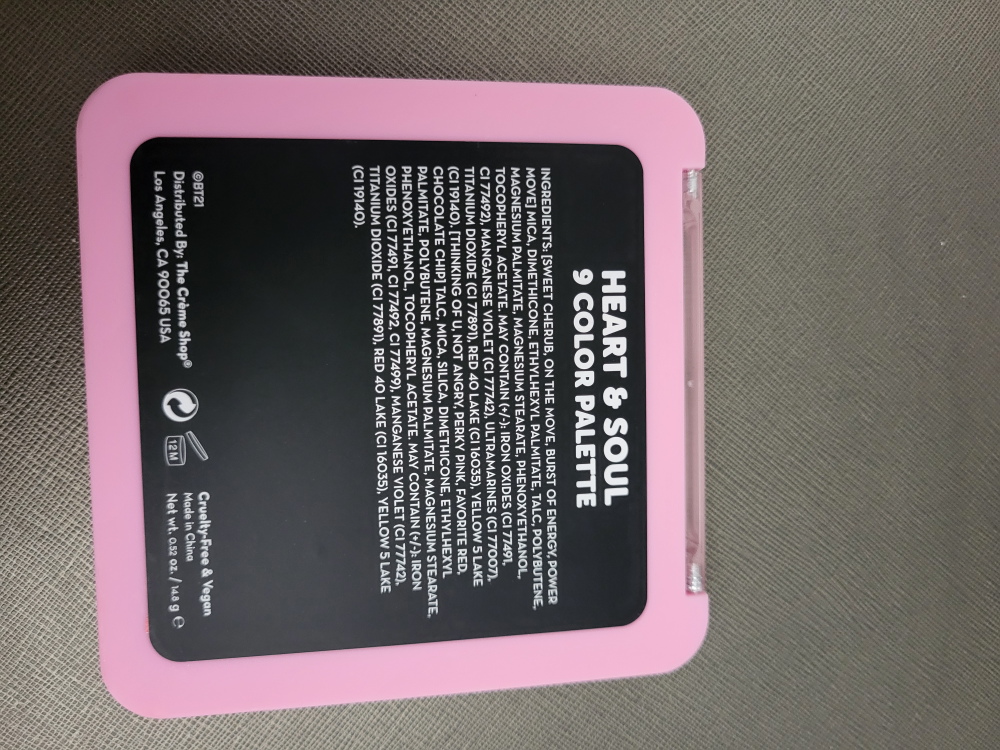 HEART & SOUL
9 COLOR PALETTE
INGREDIENTS: [SWEET CHERUB, ON THE MOVE, BURST OF ENERGY, POWER
MOVE] MICA, DIMETHICONE, ETHYLHEXYL PALMITATE, TALC, POLYBUTENE,
MAGNESIUM PALMITATE, MAGNESIUM STEARATE, PHENOXYETHANOL,
TOCOPHERYL ACETATE. MAY CONTAIN (+/-): IRON OXIDES (CI 77491,
CI 77492), MANGANESE VIOLET (CI 77742), ULTRAMARINES (CI 77007),
TITANIUM DIOXIDE (CI 77891), RED 40 LAKE (CI 16035), YELLOW 5 LAKE
(CI 19140). [THINKING OF U, NOT ANGRY, PERKY PINK, FAVORITE RED,
CHOCOLATE CHIP] TALC, MICA, SILICA, DIMETHICONE, ETHYLHEXYL
PALMITATE, POLYBUTENE, MAGNESIUM PALMITATE, MAGNESIUM STEARATE,
PHENOXYETHANOL, TOCOPHERYL ACETATE. MAY CONTAIN (+/-): IRON
OXIDES (CI 77491, CI 77492, CI 77499), MANGANESE VIOLET (CI 77742),
TITANIUM DIOXIDE (CI 77891), RED 40 LAKE (CI 16035), YELLOW 5 LAKE
(CI 19140).
©BT21
Distributed By: The Crème Shop®
Los Angeles, CA 90065 USA
12 M
Cruelty-Free & Vegan
Made in China
Net wt. 0.52 oz. / 14.8 g ℮